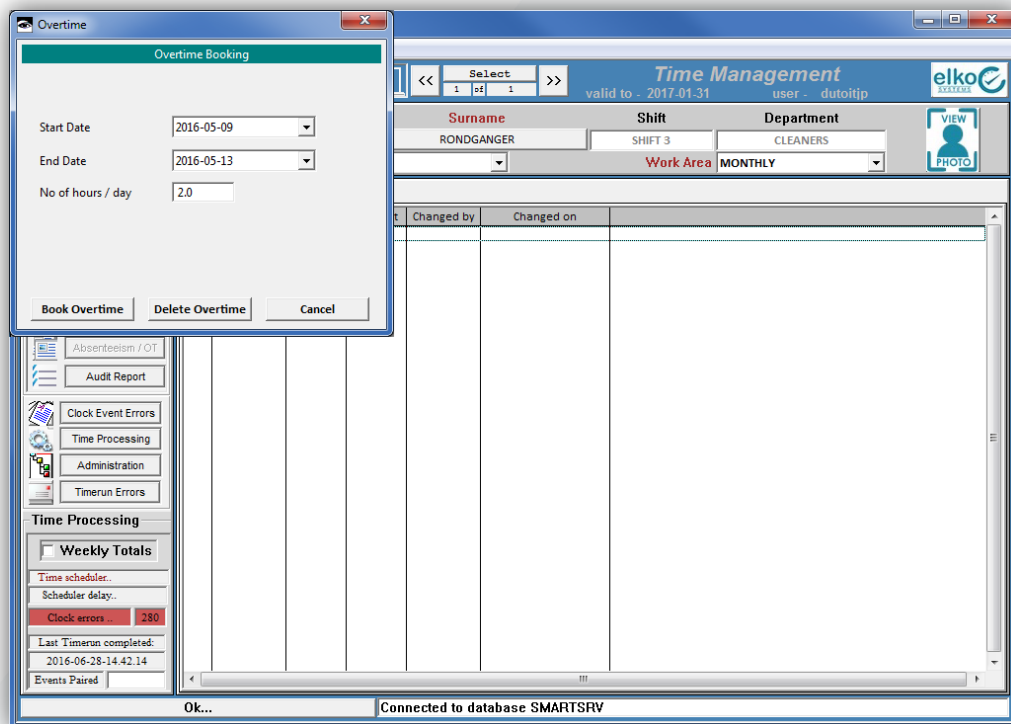 Overtime
Overtime Booking
Start Date 2016-05-09
End Date 2016-05-13
No of hours / day 2.0
Book Overtime Delete Overtime Cancel
<< Select >>
1 of 1
Time Management
valid to - 2017-01-31 user - dutoitjp
elko
SYSTEMS
Surname Shift Department
RONDGANGER SHIFT 3 CLEANERS
Work Area MONTHLY
VIEW
PHOTO
t Changed by Changed on
Absenteeism / OT
Audit Report
Clock Event Errors
Time Processing
Administration
Timerun Errors
Time Processing
Weekly Totals
Time scheduler..
Scheduler delay..
Clock errors .. 280
Last Timerun completed:
2016-06-28-14.42.14
Events Paired
Ok... Connected to database SMARTSRV